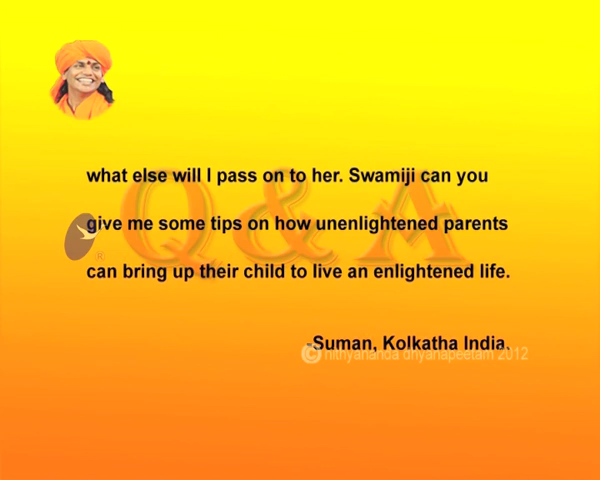 Q & A
what else will I pass on to her. Swamiji can you
give me some tips on how unenlightened parents
can bring up their child to live an enlightened life.
®
-Suman, Kolkatha India.
© nithyananda dhyanapeetam 2012